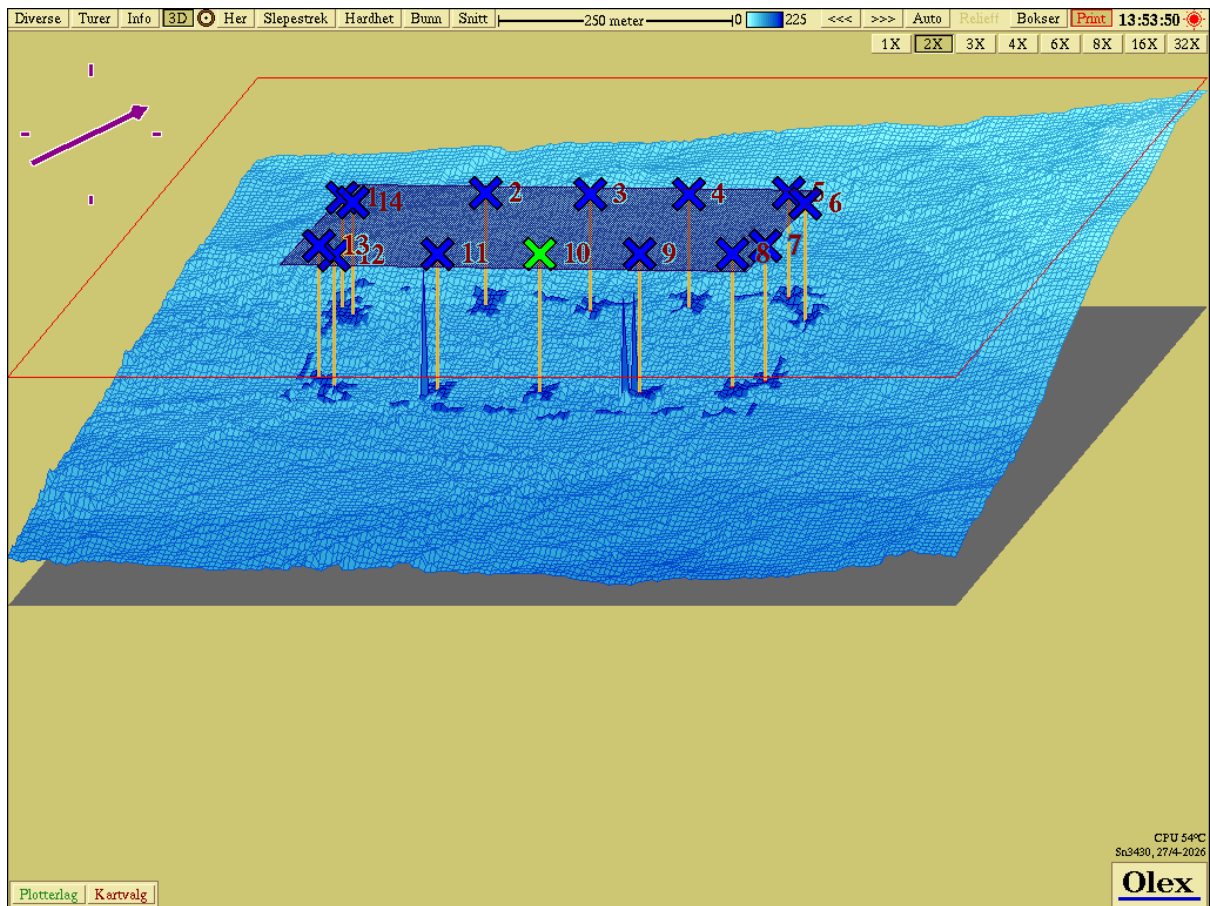 Diverse Turer Info 3D Her Slepestrek Hardhet Bunn Snitt 250 meter 0 225 <<< >>> Auto Relieff Bokser Print 13:53:50
1X 2X 3X 4X 6X 8X 16X 32X
1 14 2 3 4 5 6
13 12 11 10 9 8 7
CPU 54°C
Sn3430, 27/4-2026
Olex
Plotterlag Kartvalg